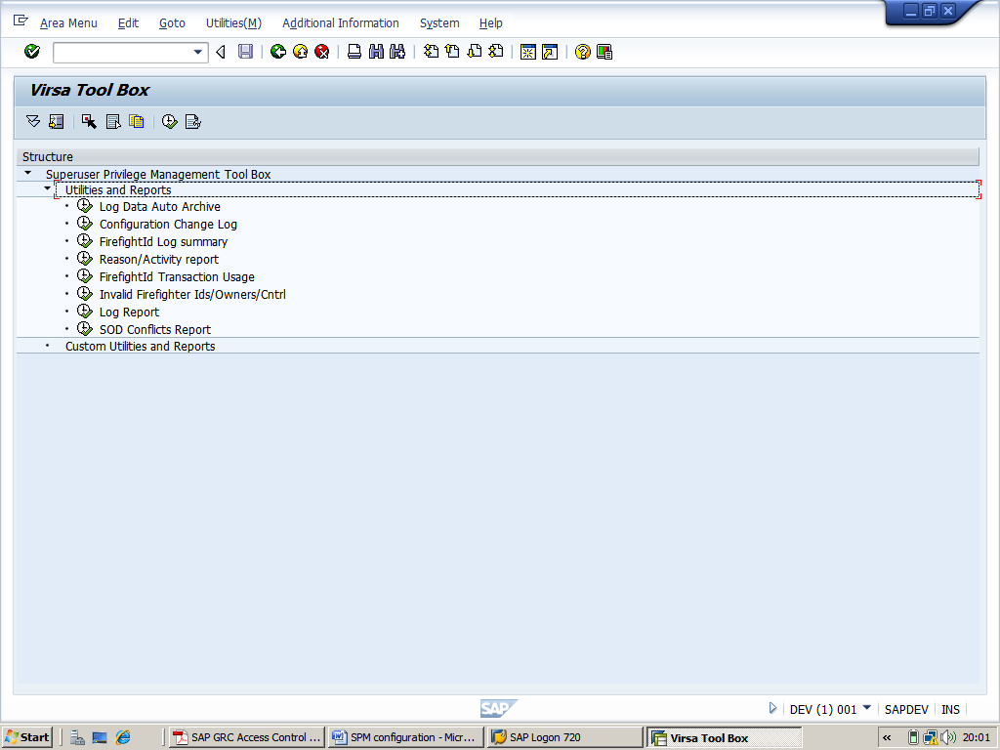 Area Menu Edit Goto Utilities(M) Additional Information System Help
Virsa Tool Box
Structure
Superuser Privilege Management Tool Box
Utilities and Reports
Log Data Auto Archive
Configuration Change Log
FirefightId Log summary
Reason/Activity report
FirefightId Transaction Usage
Invalid Firefighter Ids/Owners/Cntrl
Log Report
SOD Conflicts Report
Custom Utilities and Reports
SAP
DEV (1) 001 SAPDEV INS
Start SAP GRC Access Control ... SPM configuration - Micr... SAP Logon 720 Virsa Tool Box « 20:01